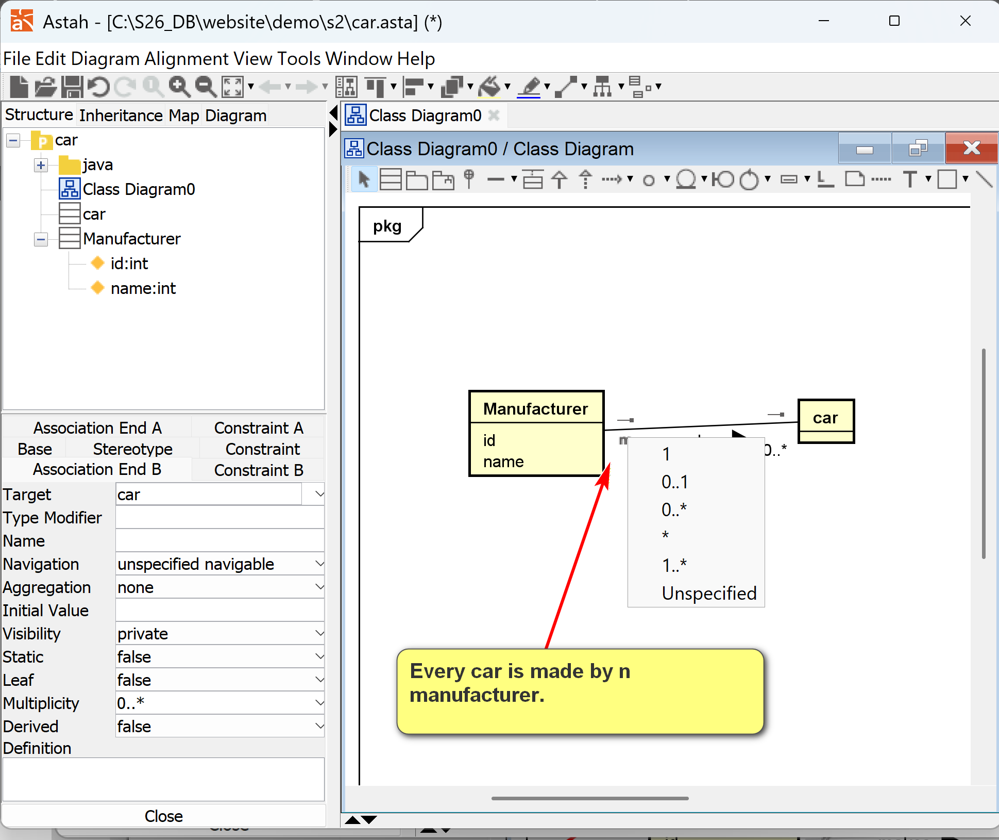 Astah - [C:\S26_DB\website\demo\s2\car.asta] (*)
File Edit Diagram Alignment View Tools Window Help
Structure Inheritance Map Diagram
car
java
Class Diagram0
car
Manufacturer
id:int
name:int
Association End A Constraint A
Base Stereotype Constraint
Association End B Constraint B
Target car
Type Modifier
Name
Navigation unspecified navigable
Aggregation none
Initial Value
Visibility private
Static false
Leaf false
Multiplicity 0..*
Derived false
Definition
Close
Class Diagram0
Class Diagram0 / Class Diagram
pkg
Manufacturer
id
name
car
0..*
1
0..1
0..*
*
1..*
Unspecified
Every car is made by n
manufacturer.